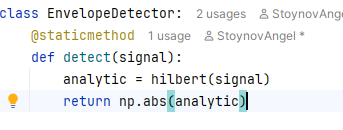 class EnvelopeDetector: 2 usages StoynovAngel
@staticmethod 1 usage StoynovAngel *
def detect(signal):
analytic = hilbert(signal)
return np.abs(analytic)